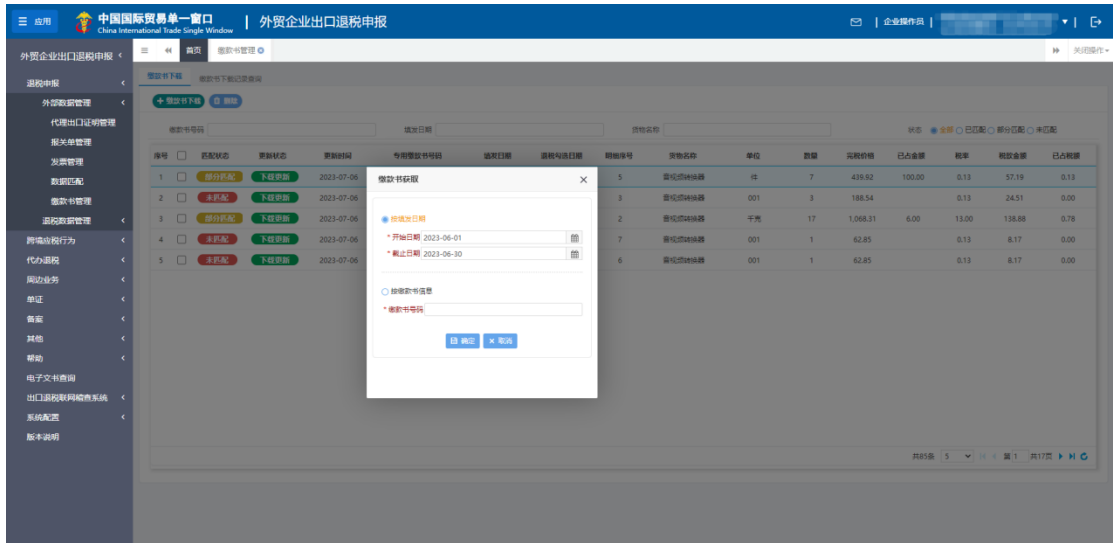 应用 中国国际贸易单一窗口 China International Trade Single Window 外贸企业出口退税申报 企业操作员
外贸企业出口退税申报 首页 缴款书管理 关闭操作
缴款书下载 缴款书下载记录查询
退税申报
外部数据管理 缴款书下载 删除
代理出口证明管理
缴款书号码 填发日期 货物名称 状态 全部 已匹配 部分匹配 未匹配
报关单管理
序号 匹配状态 更新状态 更新时间 专用缴款书号码 填发日期 退税勾选日期 明细序号 货物名称 单位 数量 完税价格 已占金额 税率 税款金额 已占税额
发票管理
1 部分匹配 下载更新 2023-07-06 5 音视频转换器 件 7 439.92 100.00 0.13 57.19 0.13
数据匹配
2 未匹配 下载更新 2023-07-06 3 音视频转换器 001 3 188.54 0.13 24.51 0.00
缴款书管理
3 部分匹配 下载更新 2023-07-06 2 音视频转换器 千克 17 1,068.31 6.00 13.00 138.88 0.78
退税数据管理
4 未匹配 下载更新 2023-07-06 7 音视频转换器 001 1 62.85 0.13 8.17 0.00
跨境应税行为
5 未匹配 下载更新 2023-07-06 6 音视频转换器 001 1 62.85 0.13 8.17 0.00
代办退税
周边业务
单证
备案
其他
帮助
电子文书查询
出口退税联网稽查系统
系统配置
版本说明
缴款书获取
按填发日期
* 开始日期 2023-06-01
* 截止日期 2023-06-30
按缴款书信息
* 缴款书号码
确定 取消
共85条 5 第 1 共17页